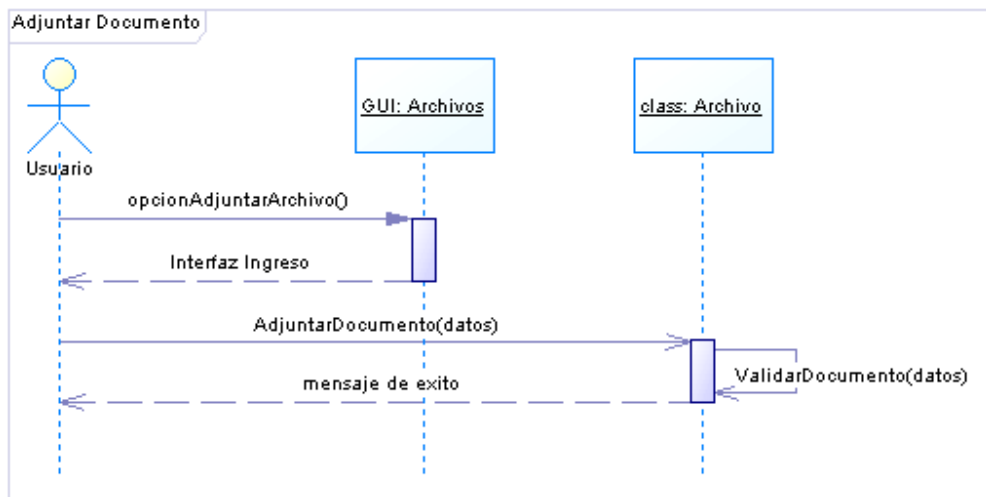 Adjuntar Documento
Usuario
GUI: Archivos
class: Archivo
opcionAdjuntarArchivo()
Interfaz Ingreso
AdjuntarDocumento(datos)
ValidarDocumento(datos)
mensaje de exito